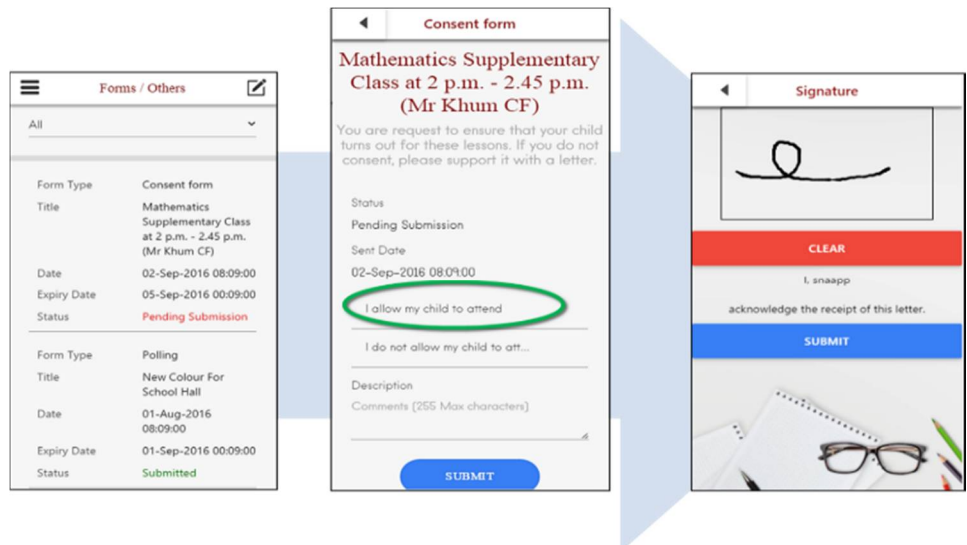 Forms / Others
All
Form Type Consent form
Title Mathematics
Supplementary Class
at 2 p.m. - 2.45 p.m.
(Mr Khum CF)
Date 02-Sep-2016 08:09:00
Expiry Date 05-Sep-2016 00:09:00
Status Pending Submission
Form Type Polling
Title New Colour For
School Hall
Date 01-Aug-2016
08:09:00
Expiry Date 01-Sep-2016 00:09:00
Status Submitted
Consent form
Mathematics Supplementary
Class at 2 p.m. - 2.45 p.m.
(Mr Khum CF)
You are request to ensure that your child
turns out for these lessons. If you do not
consent, please support it with a letter.
Status
Pending Submission
Sent Date
02-Sep-2016 08:09:00
I allow my child to attend
I do not allow my child to att...
Description
Comments (255 Max characters)
SUBMIT
Signature
CLEAR
I, snaapp
acknowledge the receipt of this letter.
SUBMIT